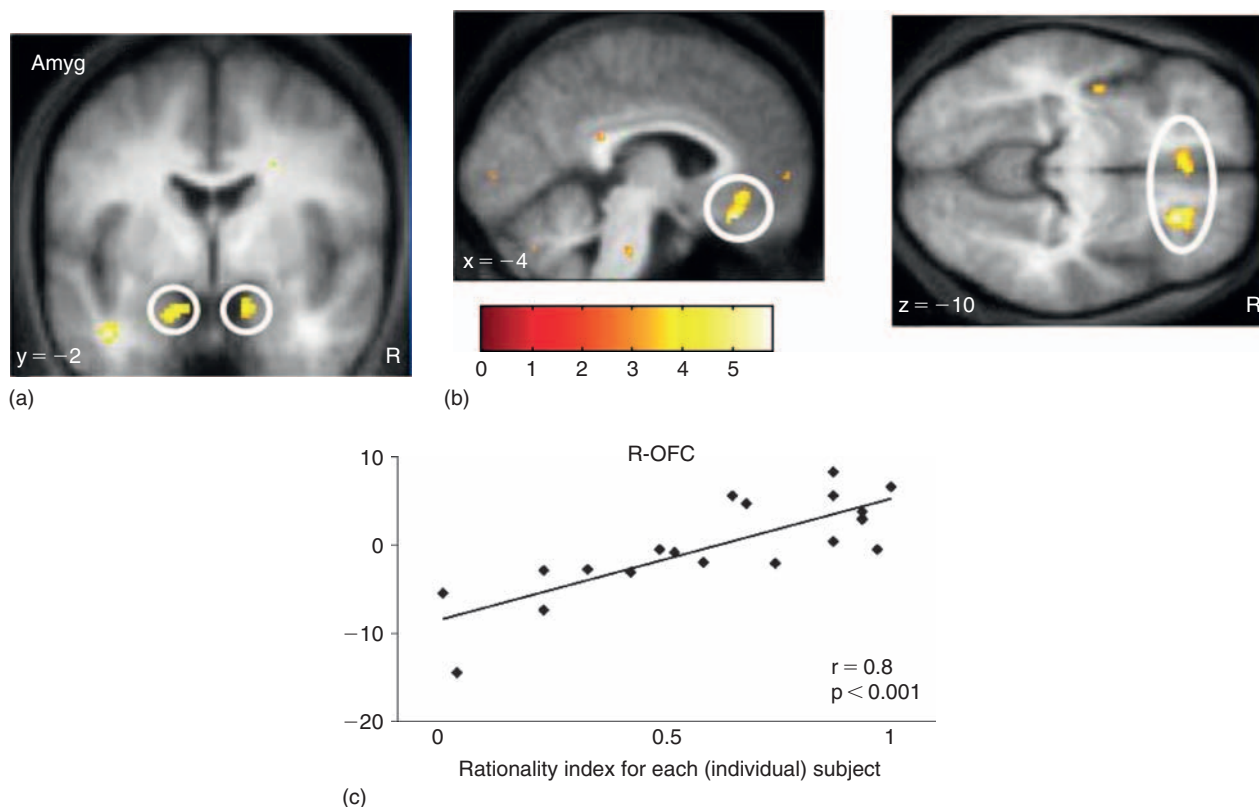 Amyg
y = −2
R
(a)
x = −4
0 1 2 3 4 5
(b)
z = −10
R
R-OFC
10
0
−10
−20
r = 0.8
p < 0.001
0 0.5 1
Rationality index for each (individual) subject
(c)